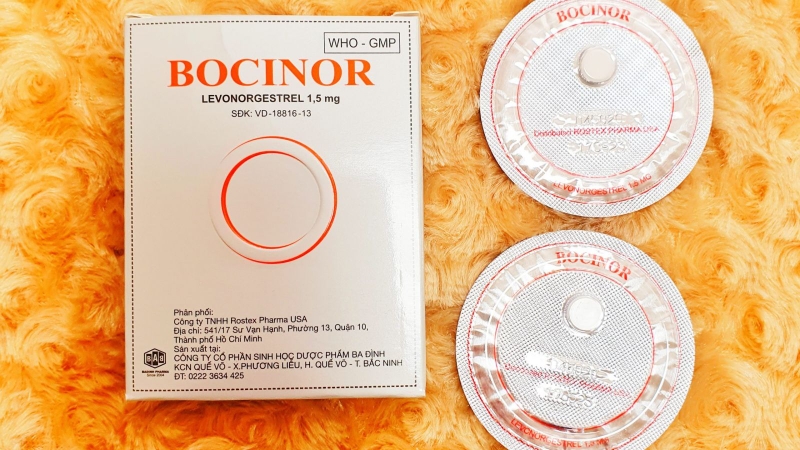 WHO - GMP
BOCINOR
LEVONORGESTREL 1,5 mg
SĐK: VD-18816-13
Phân phối:
Công ty TNHH Rostex Pharma USA
Địa chỉ: 541/17 Sư Vạn Hạnh, Phường 13, Quận 10,
Thành phố Hồ Chí Minh
Sản xuất tại:
CÔNG TY CỔ PHẦN SINH HỌC DƯỢC PHẨM BA ĐÌNH
KCN QUẾ VÕ - X.PHƯƠNG LIỄU, H. QUẾ VÕ - T. BẮC NINH
ĐT: 0222 3634 425
BAB
BOCINOR
Distributed ROSTEX PHARMA USA
LEVONORGESTREL 1,5 MG
BOCINOR
LEVONORGESTREL 1,5 MG